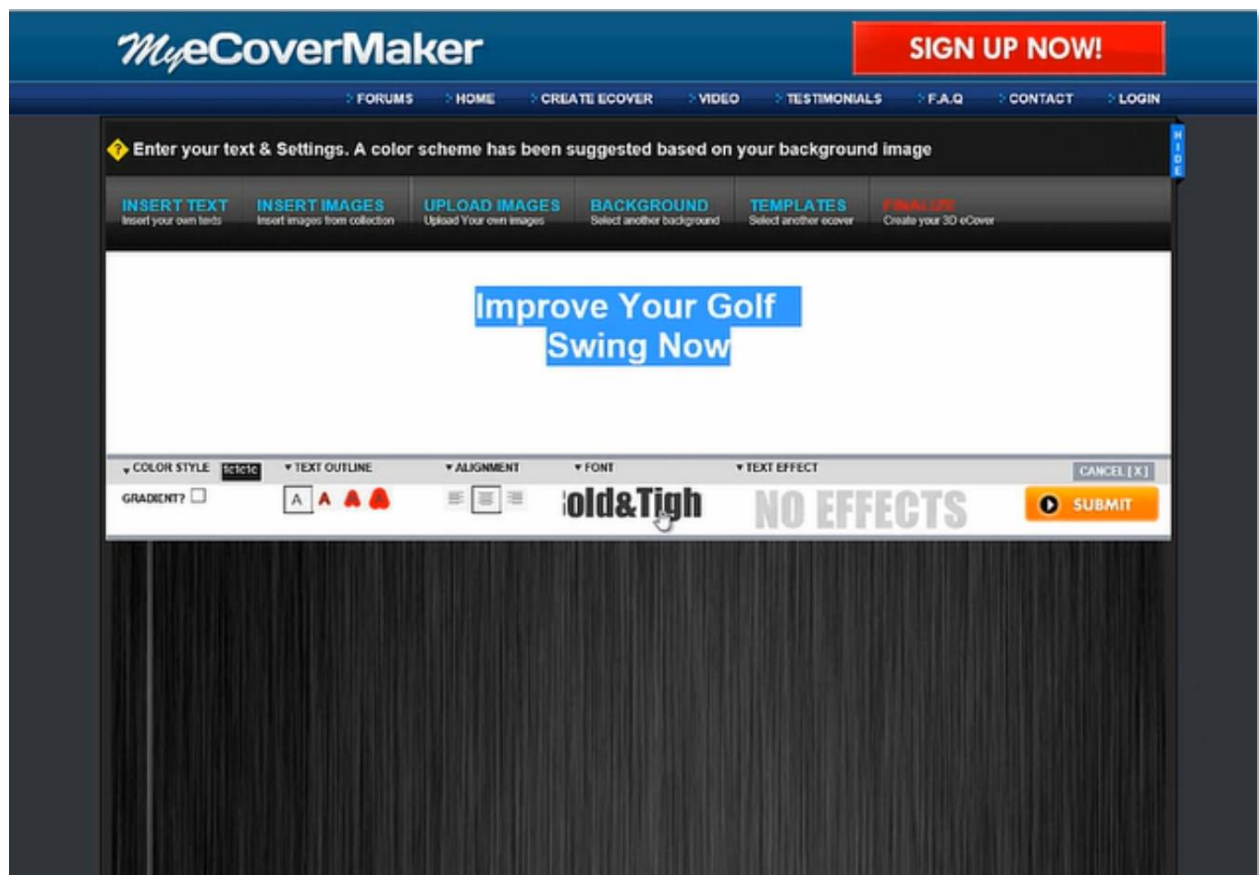 MyeCoverMaker
SIGN UP NOW!
FORUMS HOME CREATE ECOVER VIDEO TESTIMONIALS F.A.Q CONTACT LOGIN
? Enter your text & Settings. A color scheme has been suggested based on your background image
HIDE
INSERT TEXT INSERT IMAGES UPLOAD IMAGES BACKGROUND TEMPLATES FINALIZE
Insert your own texts Insert images from collection Upload Your own images Select another background Select another ecover Create your 3D eCover
Improve Your Golf
Swing Now
COLOR STYLE 1c1c1c TEXT OUTLINE ALIGNMENT FONT TEXT EFFECT CANCEL [X]
GRADIENT? A A A A old&Tigh NO EFFECTS SUBMIT